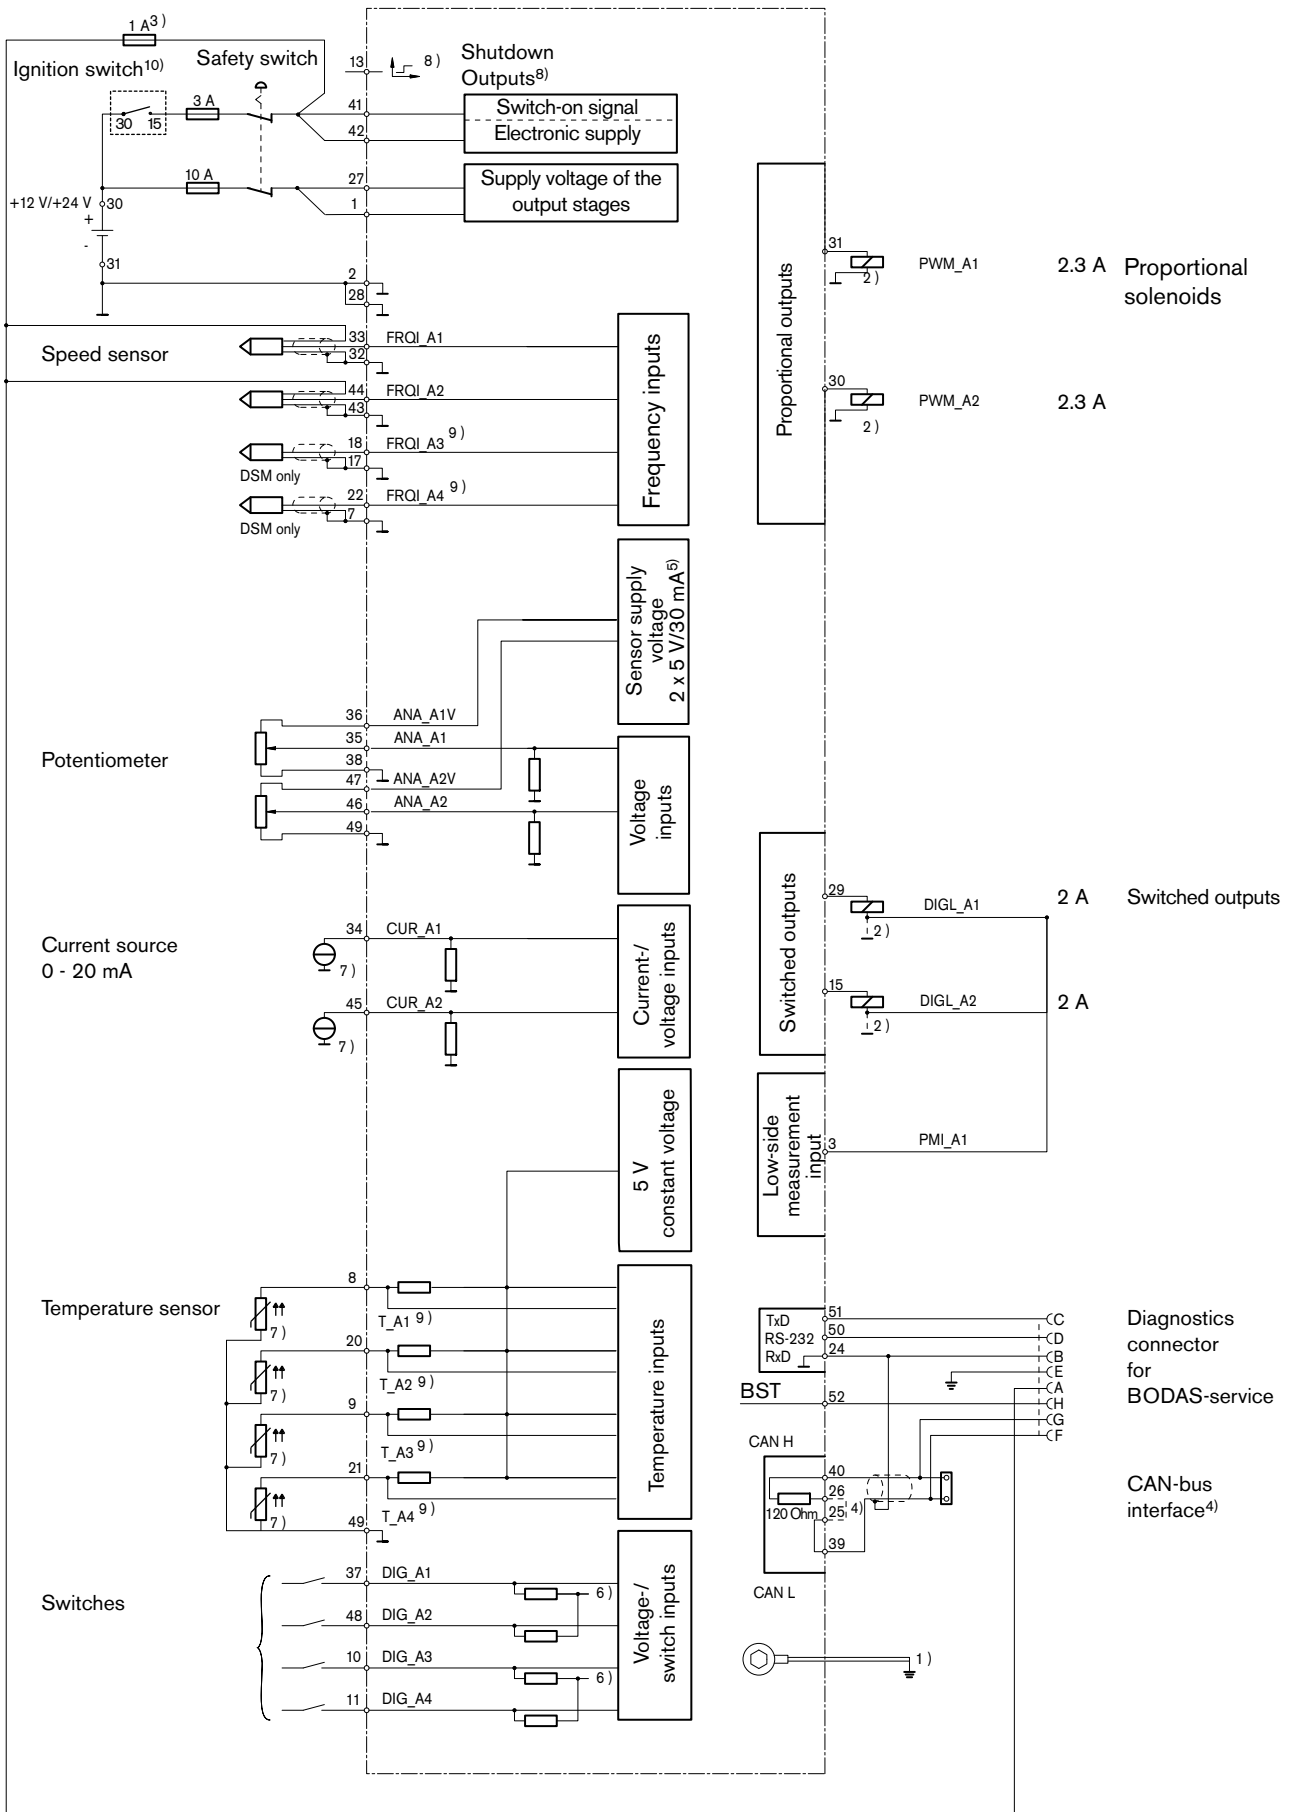 1 A3)
Ignition switch10)
Safety switch
13
8)
Shutdown
Outputs8)
3 A
30 15
41
42
Switch-on signal
Electronic supply
10 A
27
1
Supply voltage of the
output stages
+12 V/+24 V
30
+
-
31
2
28
Speed sensor
33
FRQI_A1
32
44
FRQI_A2
43
18
FRQI_A3 9)
17
DSM only
22
FRQI_A4 9)
7
DSM only
Frequency inputs
Proportional outputs
31
2)
PWM_A1
2.3 A
Proportional
solenoids
30
2)
PWM_A2
2.3 A
Sensor supply
voltage
2 x 5 V/30 mA5)
Potentiometer
36
ANA_A1V
35
ANA_A1
38
47
ANA_A2V
46
ANA_A2
49
Voltage
inputs
Current source
0 - 20 mA
34
CUR_A1
7)
45
CUR_A2
7)
Current-/
voltage inputs
Switched outputs
29
2)
DIGL_A1
2 A
Switched outputs
15
2)
DIGL_A2
2 A
5 V
constant voltage
Low-side
measurement
input
3
PMI_A1
Temperature sensor
8
7)
T_A1 9)
20
7)
T_A2 9)
9
7)
T_A3 9)
21
7)
T_A4 9)
49
Temperature inputs
TxD
RS-232
RxD
51
50
24
BST
52
C
D
B
E
A
H
G
F
Diagnostics
connector
for
BODAS-service
CAN H
40
26
120 Ohm
25
4)
39
CAN L
CAN-bus
interface4)
Switches
37
DIG_A1
6)
48
DIG_A2
10
DIG_A3
6)
11
DIG_A4
Voltage-/
switch inputs
1)